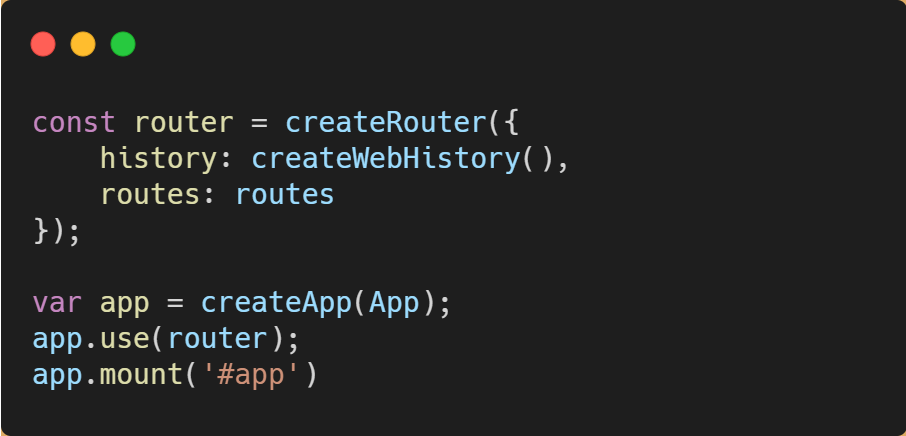 const router = createRouter({
    history: createWebHistory(),
    routes: routes
});

var app = createApp(App);
app.use(router);
app.mount('#app')